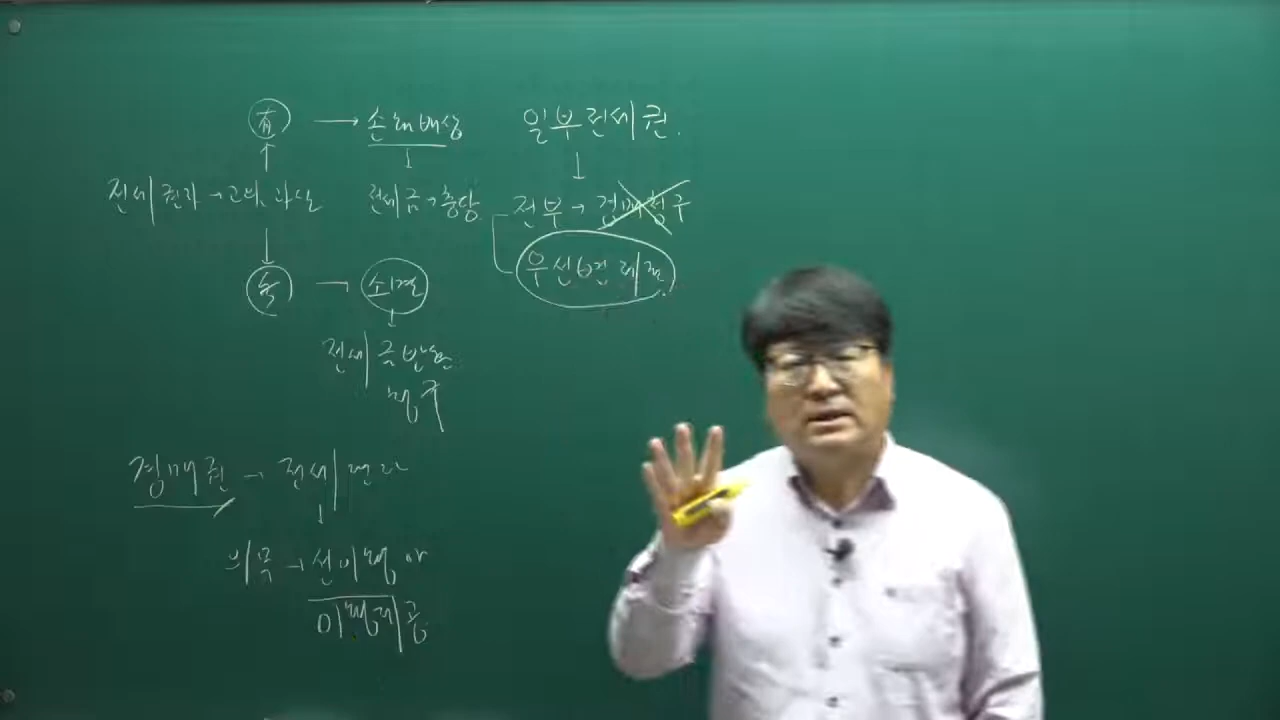 有 → 손해배상
일부전세권.
전세권자→고의, 과실
전세금→충당
전부→경매청구
우선변제권.
소멸
전세금반환
경매권 → 전세권자
의무→선이행 or
이행제공